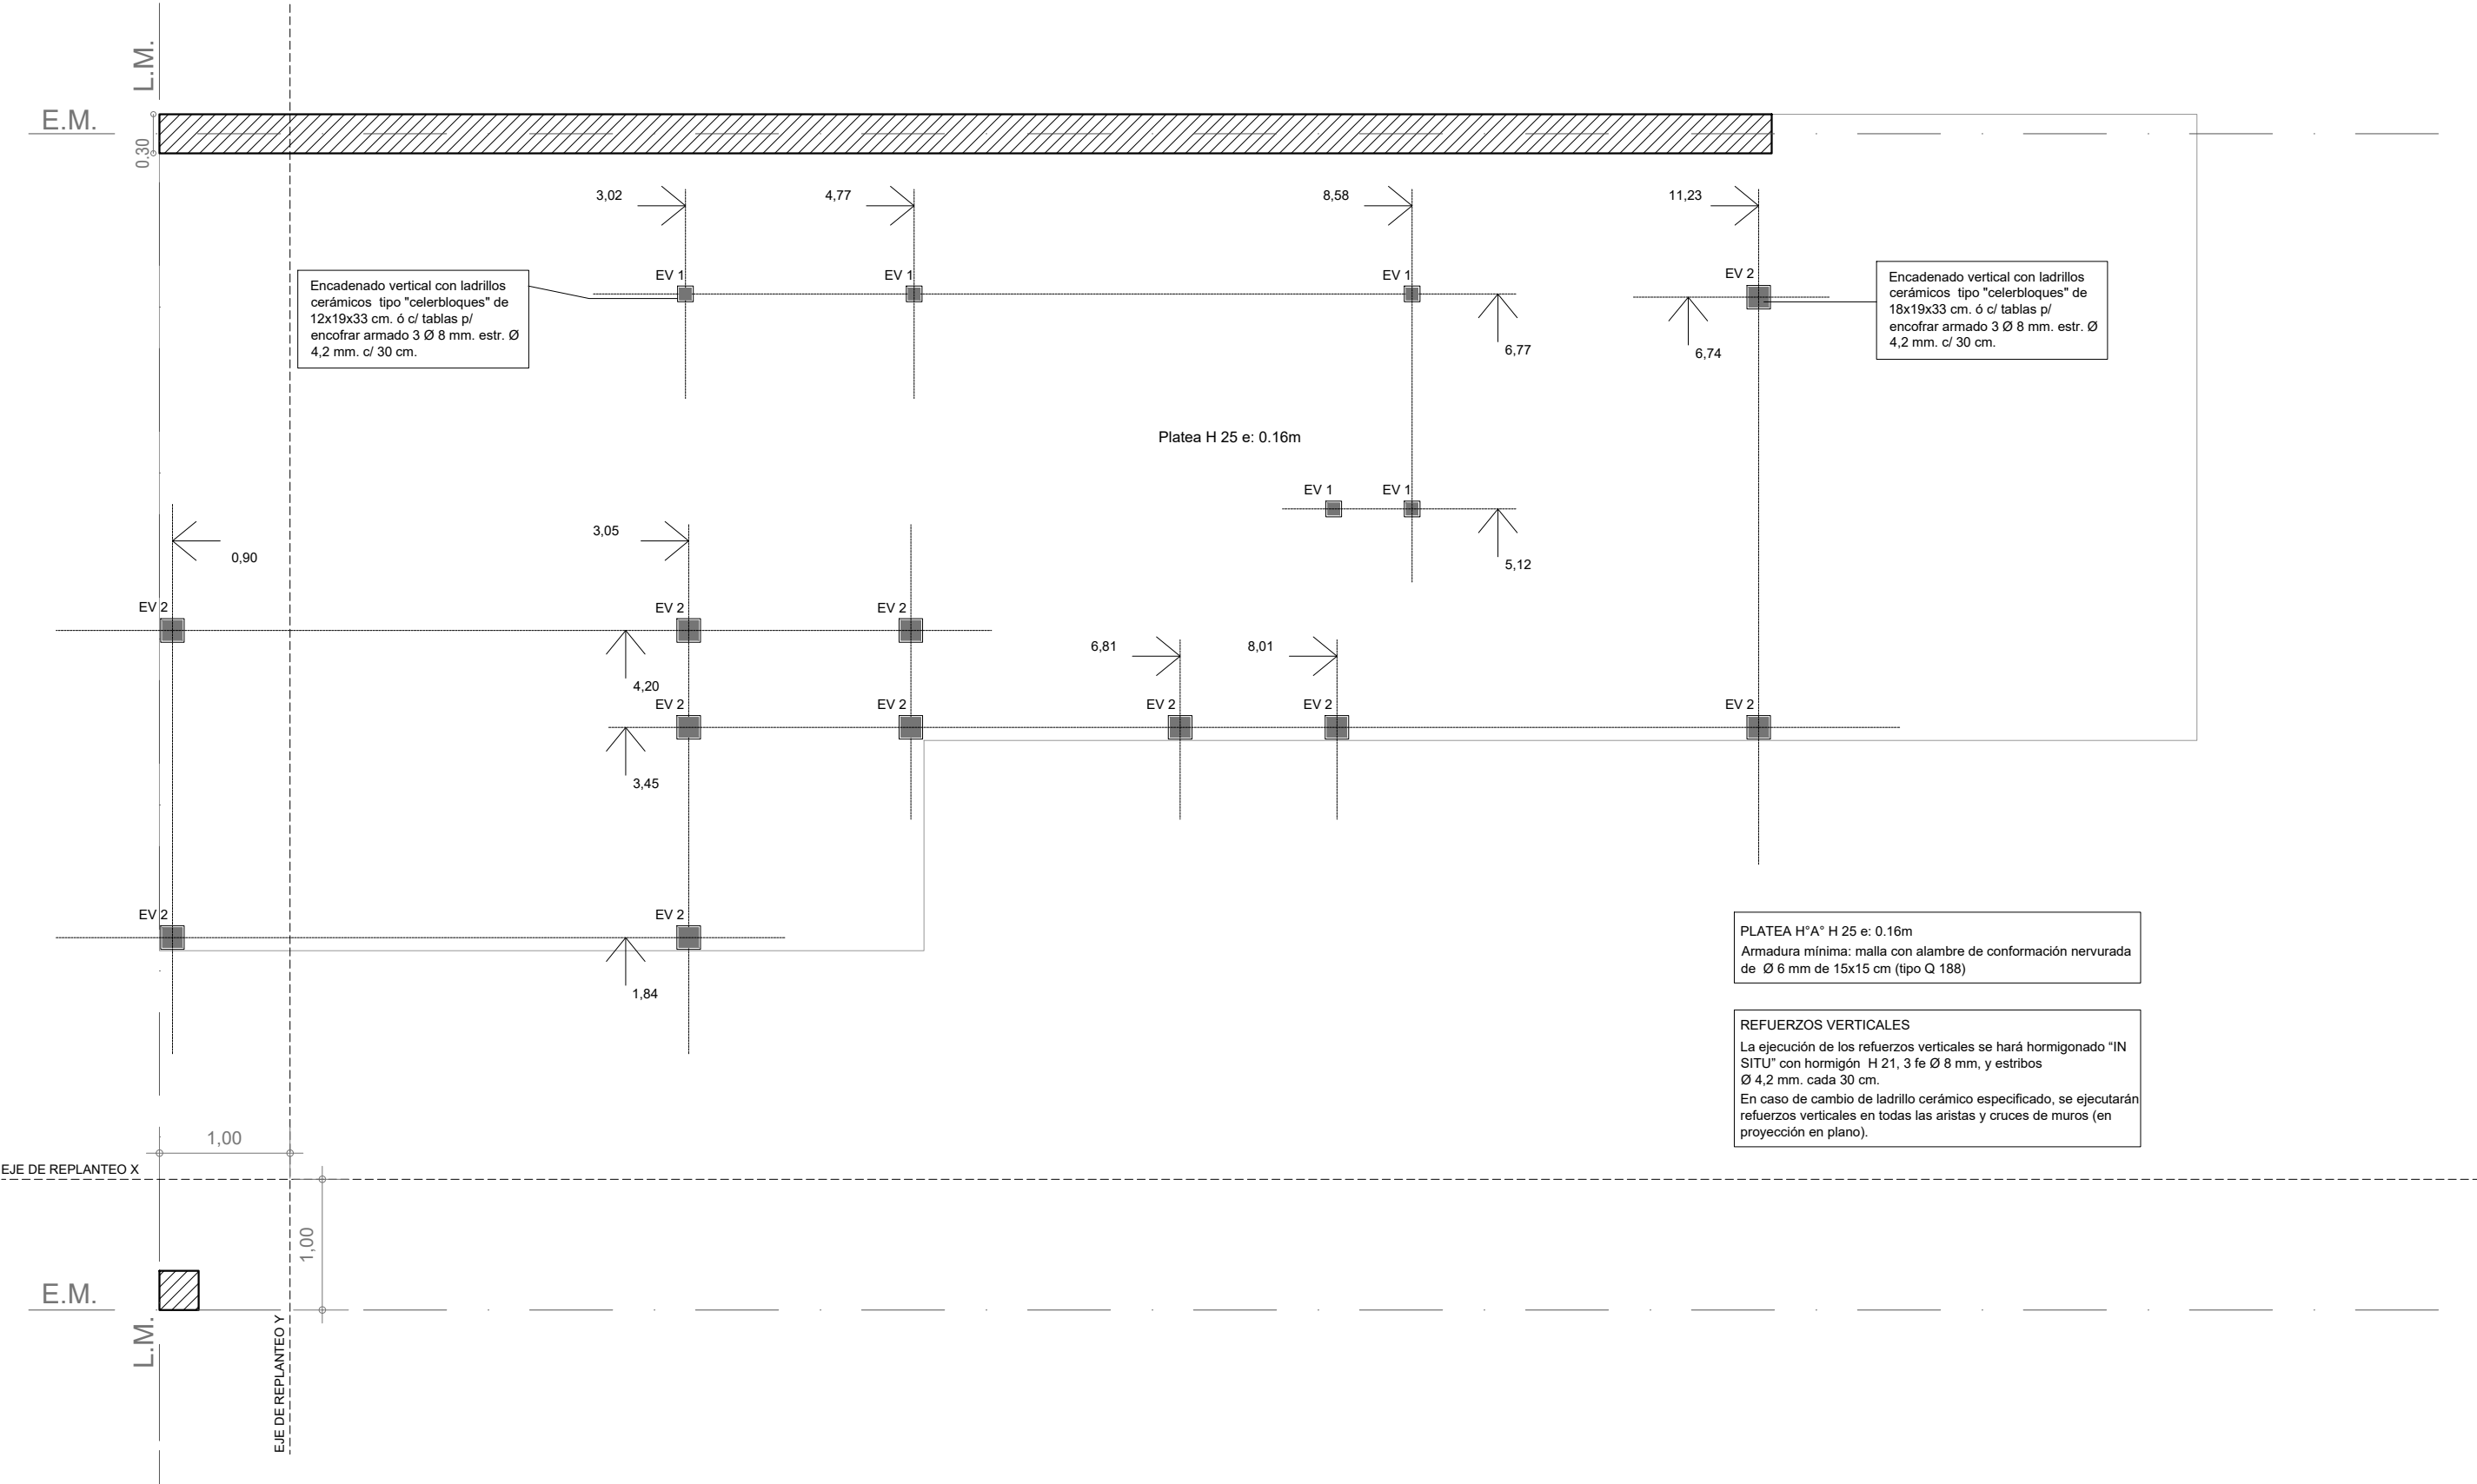 L.M.
E.M.
0,30
3,02
4,77
8,58
11,23
EV 1
EV 1
EV 1
EV 2
Encadenado vertical con ladrillos
cerámicos tipo "celerbloques" de
12x19x33 cm. ó c/ tablas p/
encofrar armado 3 Ø 8 mm. estr. Ø
4,2 mm. c/ 30 cm.
Encadenado vertical con ladrillos
cerámicos tipo "celerbloques" de
18x19x33 cm. ó c/ tablas p/
encofrar armado 3 Ø 8 mm. estr. Ø
4,2 mm. c/ 30 cm.
6,77
6,74
Platea H 25 e: 0.16m
EV 1
EV 1
0,90
3,05
5,12
EV 2
EV 2
EV 2
6,81
8,01
4,20
EV 2
EV 2
EV 2
EV 2
EV 2
3,45
EV 2
EV 2
1,84
PLATEA H°A° H 25 e: 0.16m
Armadura mínima: malla con alambre de conformación nervurada
de Ø 6 mm de 15x15 cm (tipo Q 188)
REFUERZOS VERTICALES
La ejecución de los refuerzos verticales se hará hormigonado “IN
SITU” con hormigón H 21, 3 fe Ø 8 mm, y estribos
Ø 4,2 mm. cada 30 cm.
En caso de cambio de ladrillo cerámico especificado, se ejecutarán
refuerzos verticales en todas las aristas y cruces de muros (en
proyección en plano).
1,00
EJE DE REPLANTEO X
1,00
E.M.
L.M.
EJE DE REPLANTEO Y